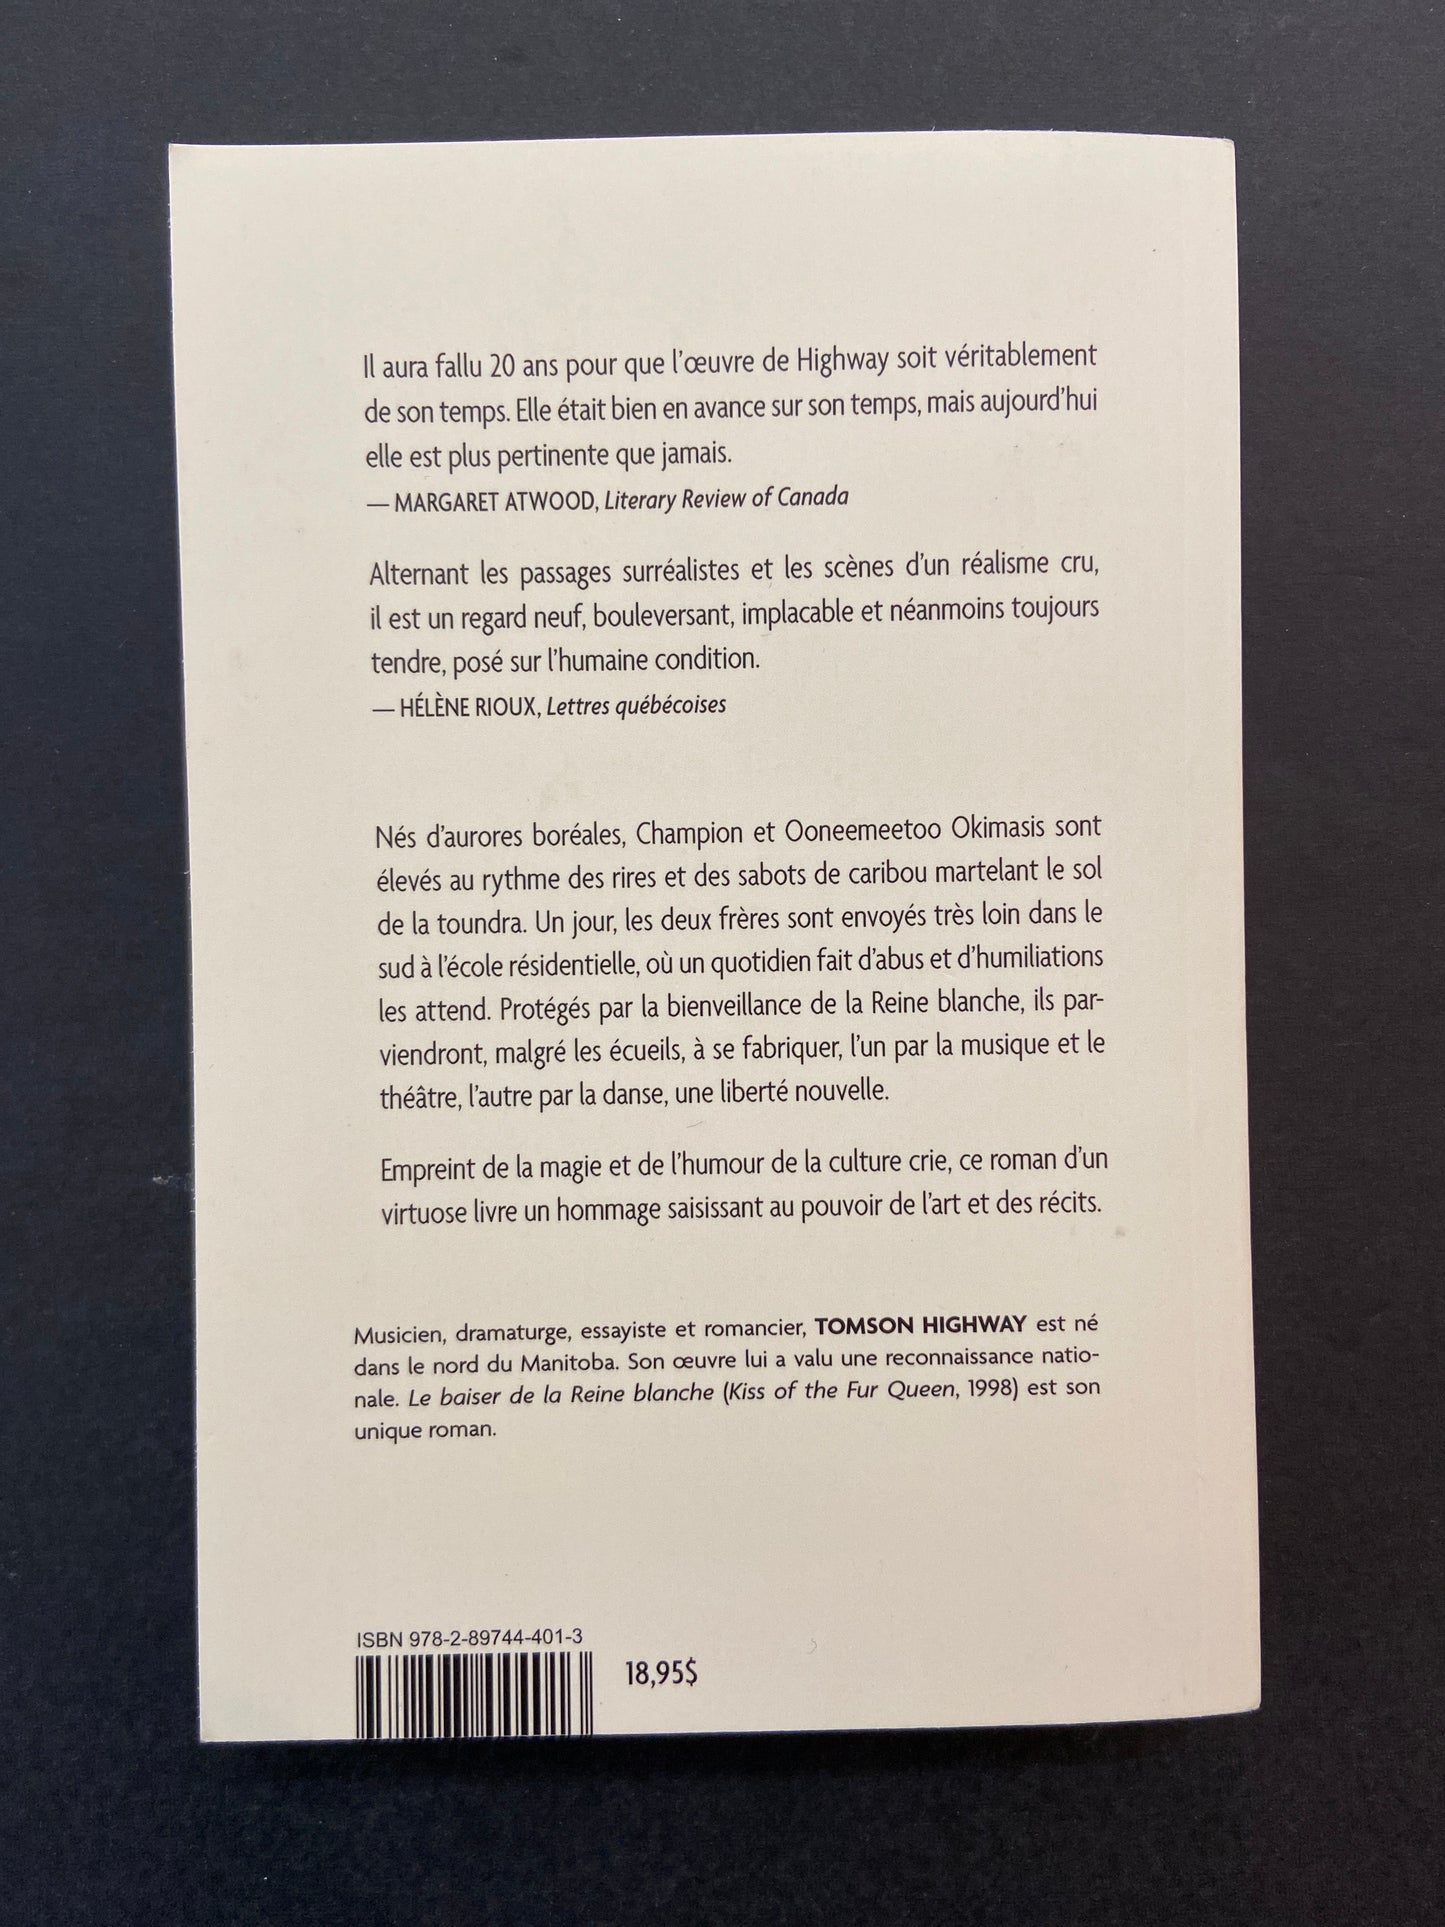 Il aura fallu 20 ans pour que l'œuvre de Highway soit véritablement
de son temps. Elle était bien en avance sur son temps, mais aujourd'hui
elle est plus pertinente que jamais.
— MARGARET ATWOOD, Literary Review of Canada
Alternant les passages surréalistes et les scènes d'un réalisme cru,
il est un regard neuf, bouleversant, implacable et néanmoins toujours
tendre, posé sur l'humaine condition.
— HÉLÈNE RIOUX, Lettres québécoises
Nés d'aurores boréales, Champion et Ooneemeetoo Okimasis sont
élevés au rythme des rires et des sabots de caribou martelant le sol
de la toundra. Un jour, les deux frères sont envoyés très loin dans le
sud à l'école résidentielle, où un quotidien fait d'abus et d'humiliations
les attend. Protégés par la bienveillance de la Reine blanche, ils par-
viendront, malgré les écueils, à se fabriquer, l'un par la musique et le
théâtre, l'autre par la danse, une liberté nouvelle.
Empreint de la magie et de l'humour de la culture crie, ce roman d'un
virtuose livre un hommage saisissant au pouvoir de l'art et des récits.
Musicien, dramaturge, essayiste et romancier, TOMSON HIGHWAY est né
dans le nord du Manitoba. Son œuvre lui a valu une reconnaissance natio-
nale. Le baiser de la Reine blanche (Kiss of the Fur Queen, 1998) est son
unique roman.
ISBN 978-2-89744-401-3
18,95$